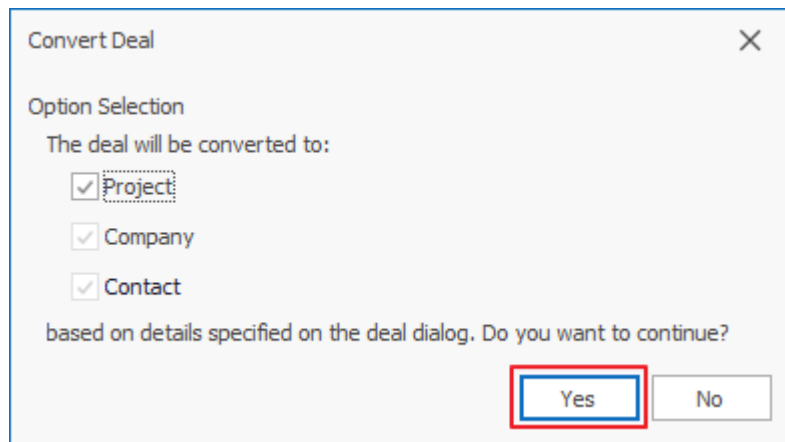 Convert Deal
Option Selection
The deal will be converted to:
Project
Company
Contact
based on details specified on the deal dialog. Do you want to continue?
Yes No